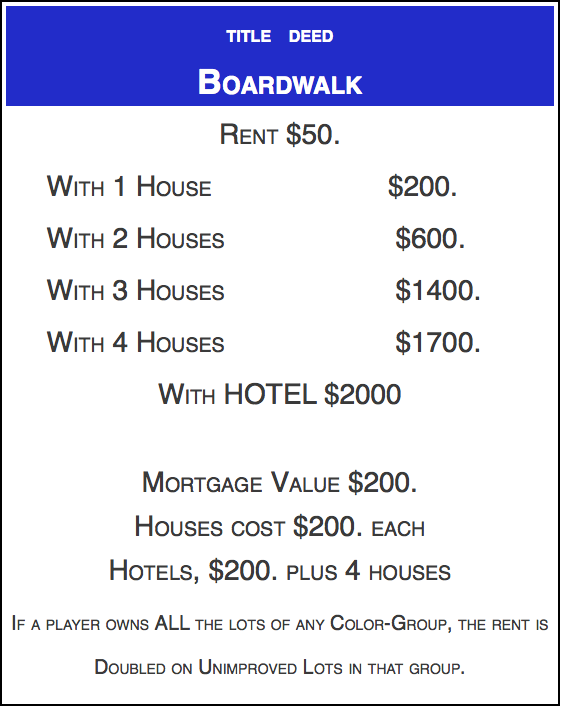 TITLE DEED
BOARDWALK
RENT $50.
WITH 1 HOUSE $200.
WITH 2 HOUSES $600.
WITH 3 HOUSES $1400.
WITH 4 HOUSES $1700.
WITH HOTEL $2000
MORTGAGE VALUE $200.
HOUSES COST $200. EACH
HOTELS, $200. PLUS 4 HOUSES
IF A PLAYER OWNS ALL THE LOTS OF ANY COLOR-GROUP, THE RENT IS
DOUBLED ON UNIMPROVED LOTS IN THAT GROUP.